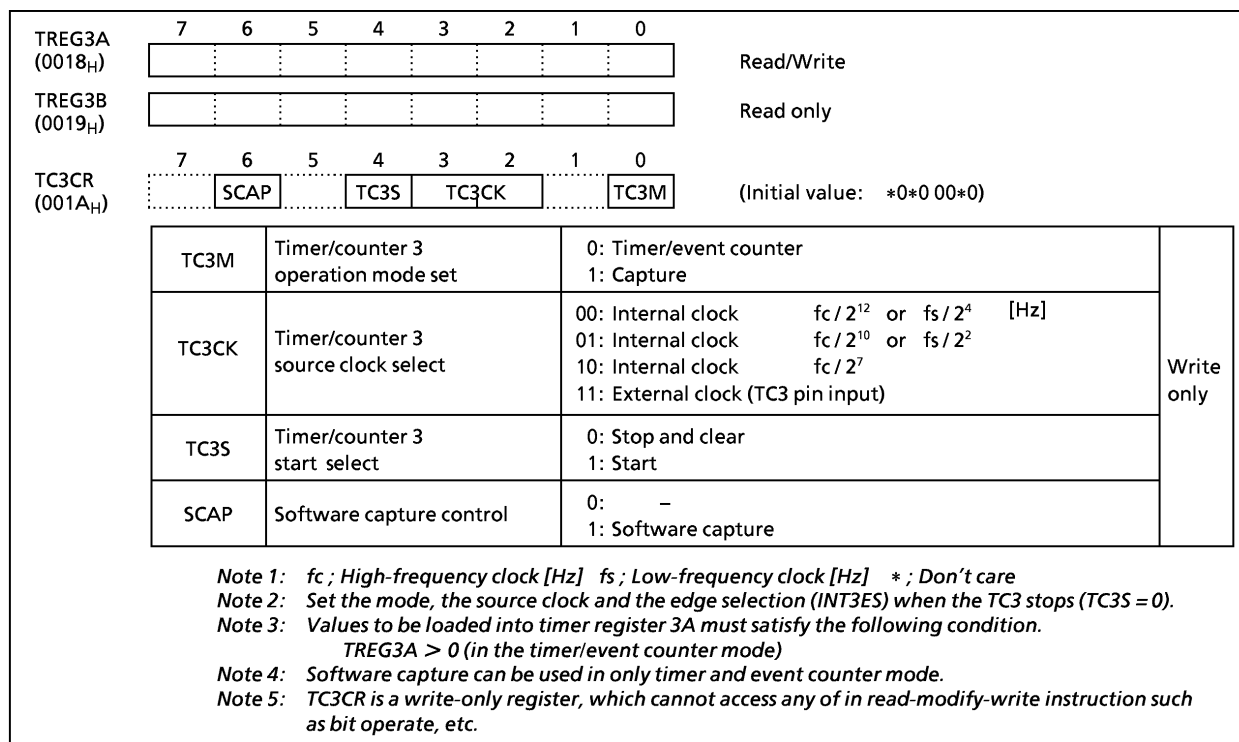 7 6 5 4 3 2 1 0
TREG3A
(0018H) Read/Write
TREG3B
(0019H) Read only
7 6 5 4 3 2 1 0
TC3CR
(001AH) SCAP TC3S TC3CK TC3M (Initial value: *0*0 00*0)
TC3M Timer/counter 3
operation mode set
0: Timer/event counter
1: Capture
TC3CK Timer/counter 3
source clock select
00: Internal clock fc / 2¹² or fs / 2⁴ [Hz]
01: Internal clock fc / 2¹⁰ or fs / 2²
10: Internal clock fc / 2⁷
11: External clock (TC3 pin input)
TC3S Timer/counter 3
start select
0: Stop and clear
1: Start
SCAP Software capture control
0: –
1: Software capture
Write
only
Note 1: fc ; High-frequency clock [Hz] fs ; Low-frequency clock [Hz] * ; Don't care
Note 2: Set the mode, the source clock and the edge selection (INT3ES) when the TC3 stops (TC3S = 0).
Note 3: Values to be loaded into timer register 3A must satisfy the following condition.
TREG3A > 0 (in the timer/event counter mode)
Note 4: Software capture can be used in only timer and event counter mode.
Note 5: TC3CR is a write-only register, which cannot access any of in read-modify-write instruction such
as bit operate, etc.